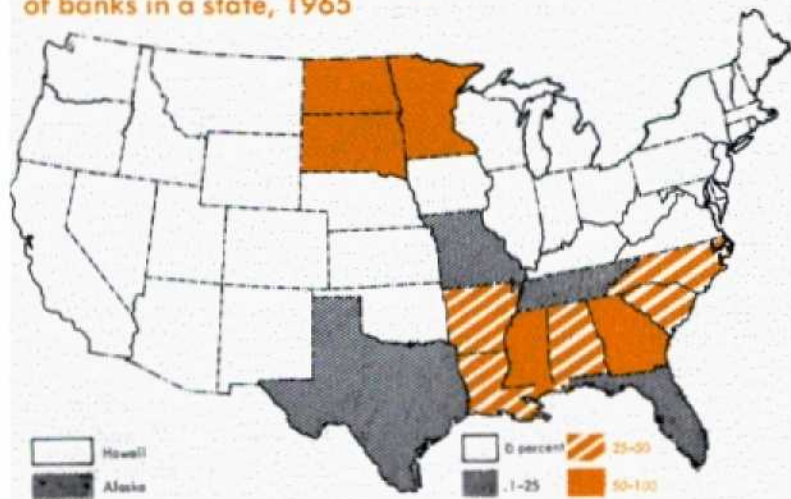 of banks in a state, 1965
Hawaii
Alaska
0 percent
25-50
.1-25
50-100